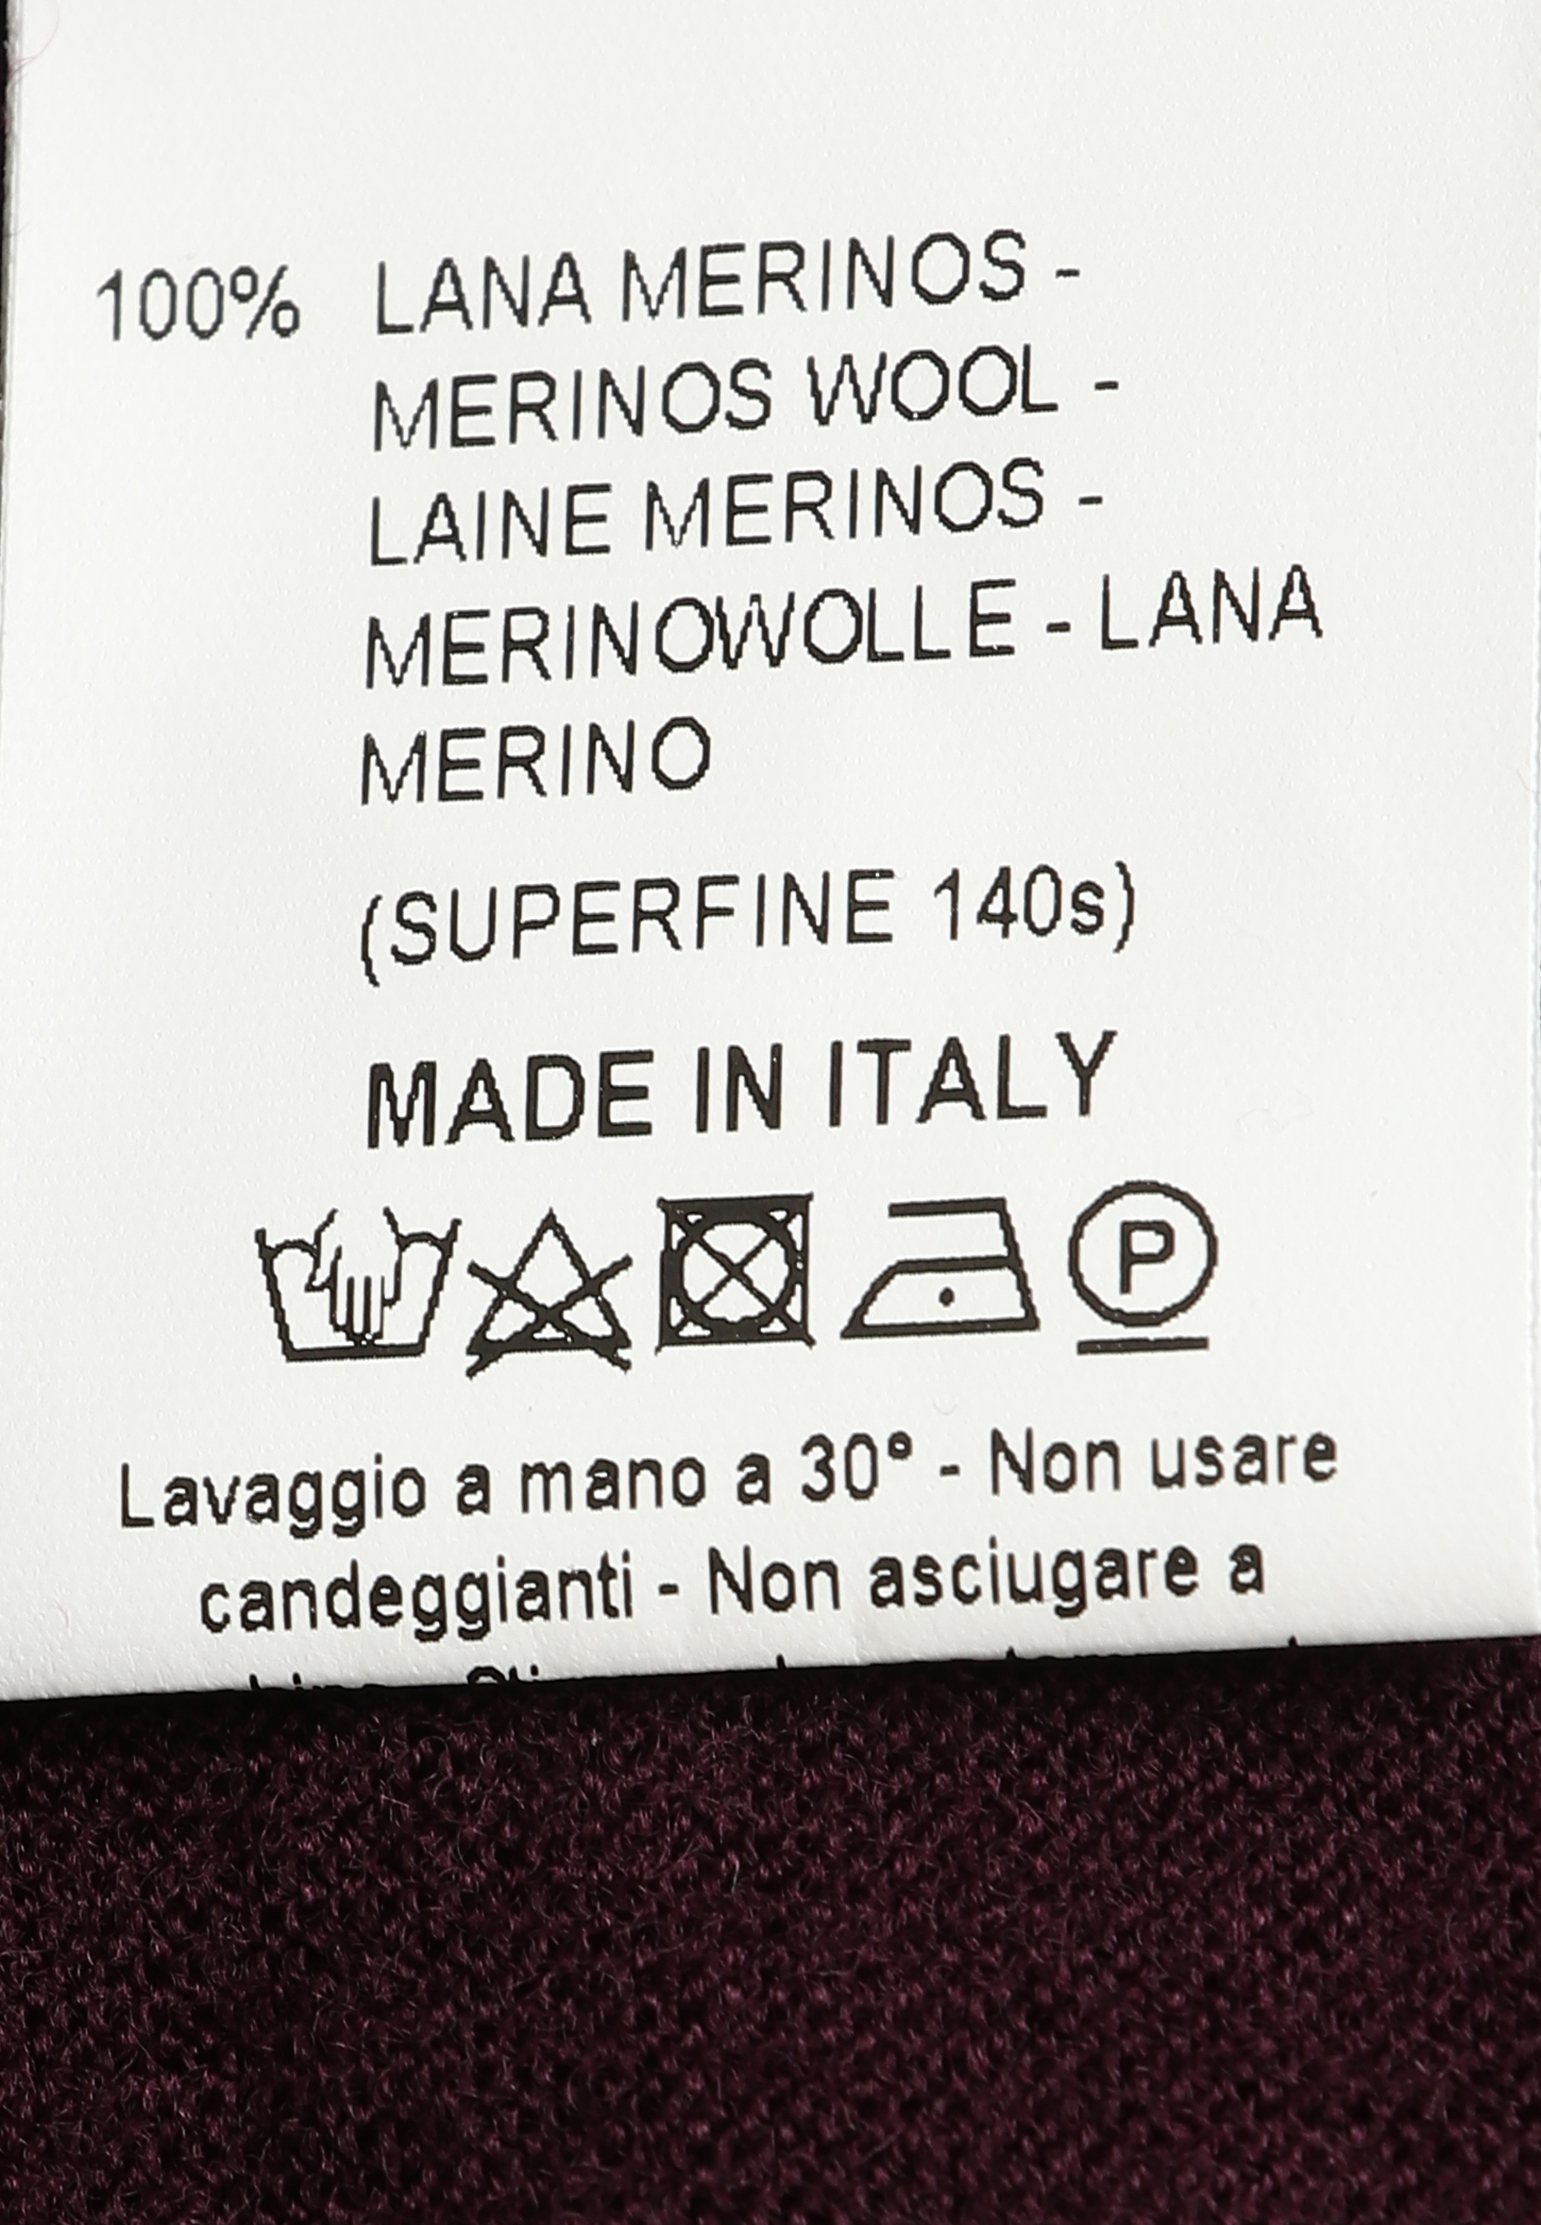 100% LANA MERINOS -
MERINOS WOOL -
LAINE MERINOS -
MERINOWOLLE - LANA
MERINO
(SUPERFINE 140s)
MADE IN ITALY
P
Lavaggio a mano a 30° - Non usare
candeggianti - Non asciugare a